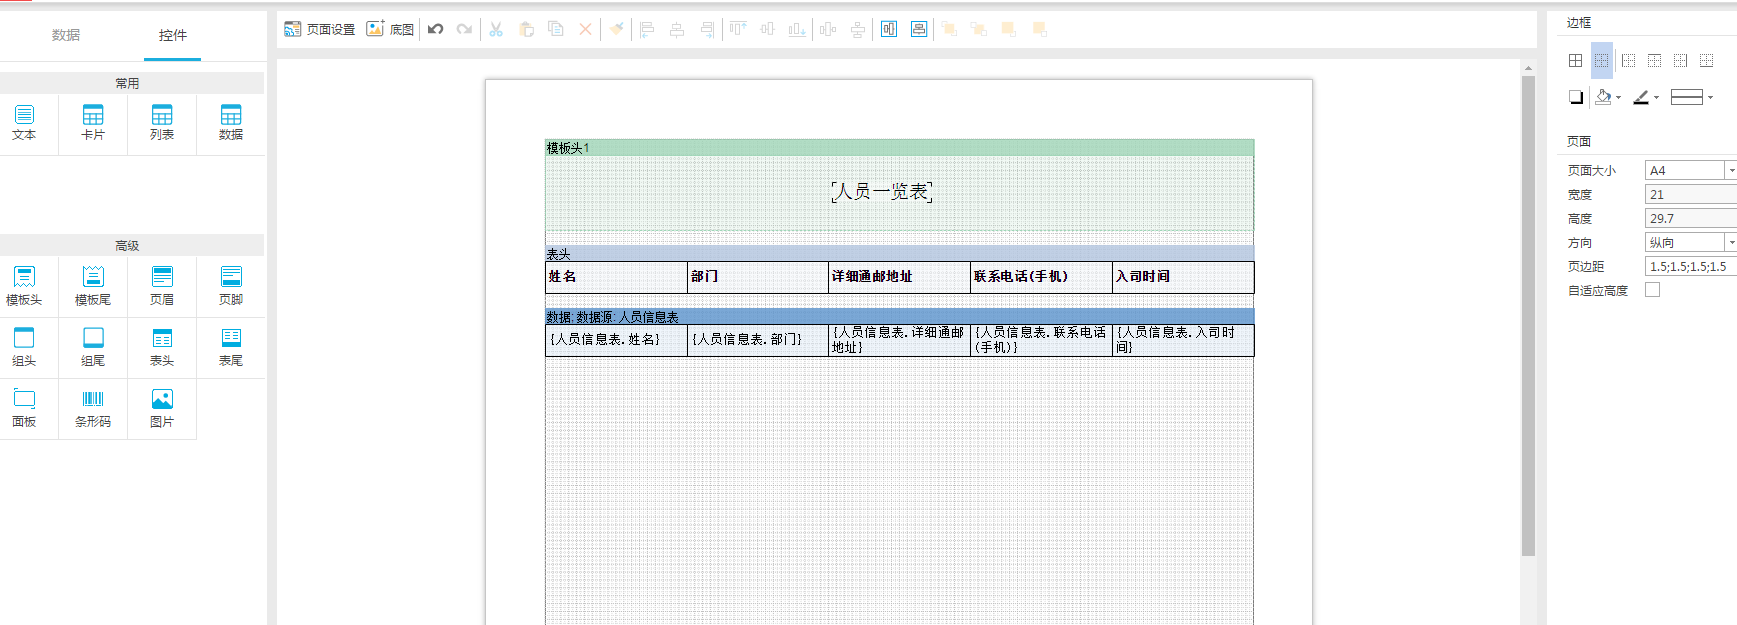 数据 控件
常用
文本 卡片 列表 数据
高级
模板头 模板尾 页眉 页脚
组头 组尾 表头 表尾
面板 条形码 图片
页面设置 底图
模板头1
人员一览表
表头
姓名 部门 详细通邮地址 联系电话(手机) 入司时间
数据: 数据源: 人员信息表
{人员信息表.姓名} {人员信息表.部门} {人员信息表.详细通邮地址} {人员信息表.联系电话(手机)} {人员信息表.入司时间}
边框
页面
页面大小 A4
宽度 21
高度 29.7
方向 纵向
页边距 1.5;1.5;1.5;1.5
自适应高度